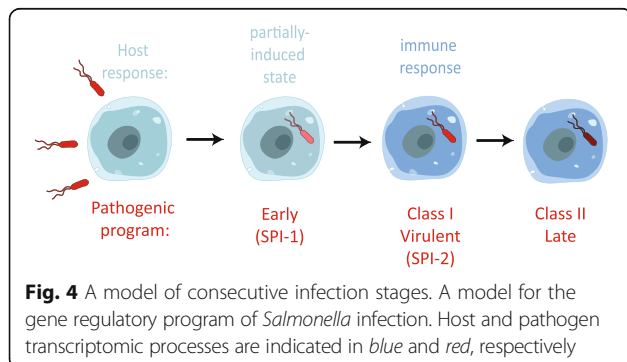 Host
response:
partially-
induced
state
immune
response
Pathogenic
program:
Early
(SPI-1)
Class I
Virulent
(SPI-2)
Class II
Late
Fig. 4 A model of consecutive infection stages. A model for the
gene regulatory program of Salmonella infection. Host and pathogen
transcriptomic processes are indicated in blue and red, respectively